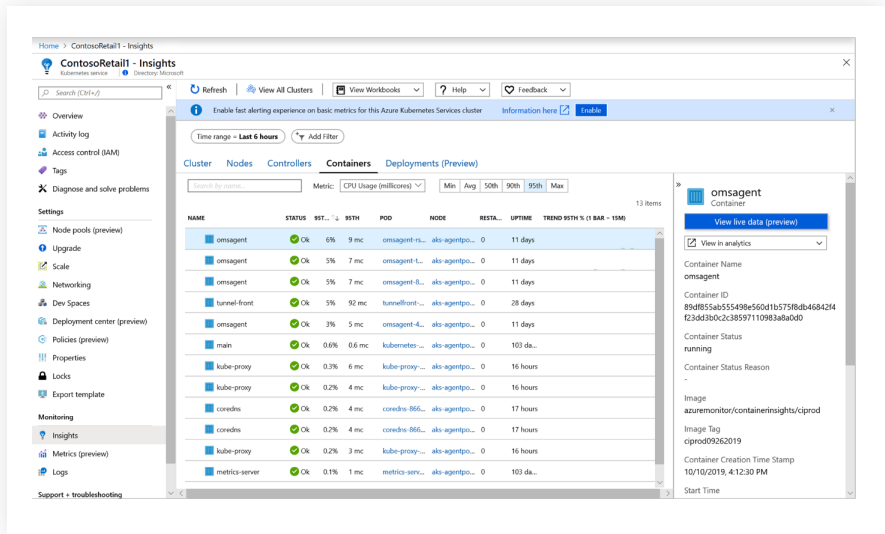 Home > ContosoRetail1 - Insights
ContosoRetail1 - Insights
Kubernetes service Directory: Microsoft
Search (Ctrl+/)
Overview
Activity log
Access control (IAM)
Tags
Diagnose and solve problems
Settings
Node pools (preview)
Upgrade
Scale
Networking
Dev Spaces
Deployment center (preview)
Policies (preview)
Properties
Locks
Export template
Monitoring
Insights
Metrics (preview)
Logs
Support + troubleshooting
Refresh View All Clusters View Workbooks ? Help Feedback
Enable fast alerting experience on basic metrics for this Azure Kubernetes Services cluster Information here Enable
Time range = Last 6 hours Add Filter
Cluster Nodes Controllers Containers Deployments (Preview)
Search by name... Metric: CPU Usage (millicores) Min Avg 50th 90th 95th Max
13 items
NAME STATUS 95T... 95TH POD NODE RESTA... UPTIME TREND 95TH % (1 BAR = 15M)
omsagent Ok 6% 9 mc omsagent-rs... aks-agentpo... 0 11 days
omsagent Ok 5% 7 mc omsagent-t... aks-agentpo... 0 11 days
omsagent Ok 5% 7 mc omsagent-8... aks-agentpo... 0 11 days
tunnel-front Ok 5% 92 mc tunnelfront-... aks-agentpo... 0 28 days
omsagent Ok 3% 5 mc omsagent-4... aks-agentpo... 0 11 days
main Ok 0.6% 0.6 mc kubernetes-... aks-agentpo... 0 103 da...
kube-proxy Ok 0.3% 6 mc kube-proxy-... aks-agentpo... 0 16 hours
kube-proxy Ok 0.2% 4 mc kube-proxy-... aks-agentpo... 0 16 hours
coredns Ok 0.2% 4 mc coredns-866... aks-agentpo... 0 17 hours
coredns Ok 0.2% 4 mc coredns-866... aks-agentpo... 0 17 hours
kube-proxy Ok 0.2% 3 mc kube-proxy-... aks-agentpo... 0 16 hours
metrics-server Ok 0.1% 1 mc metrics-serv... aks-agentpo... 0 103 da...
omsagent
Container
View live data (preview)
View in analytics
Container Name
omsagent
Container ID
89df855ab555498e560d1b575f8db46842f4
f23dd3b0c2c38597110983a8a0d0
Container Status
running
Container Status Reason
-
Image
azuremonitor/containerinsights/ciprod
Image Tag
ciprod09262019
Container Creation Time Stamp
10/10/2019, 4:12:30 PM
Start Time